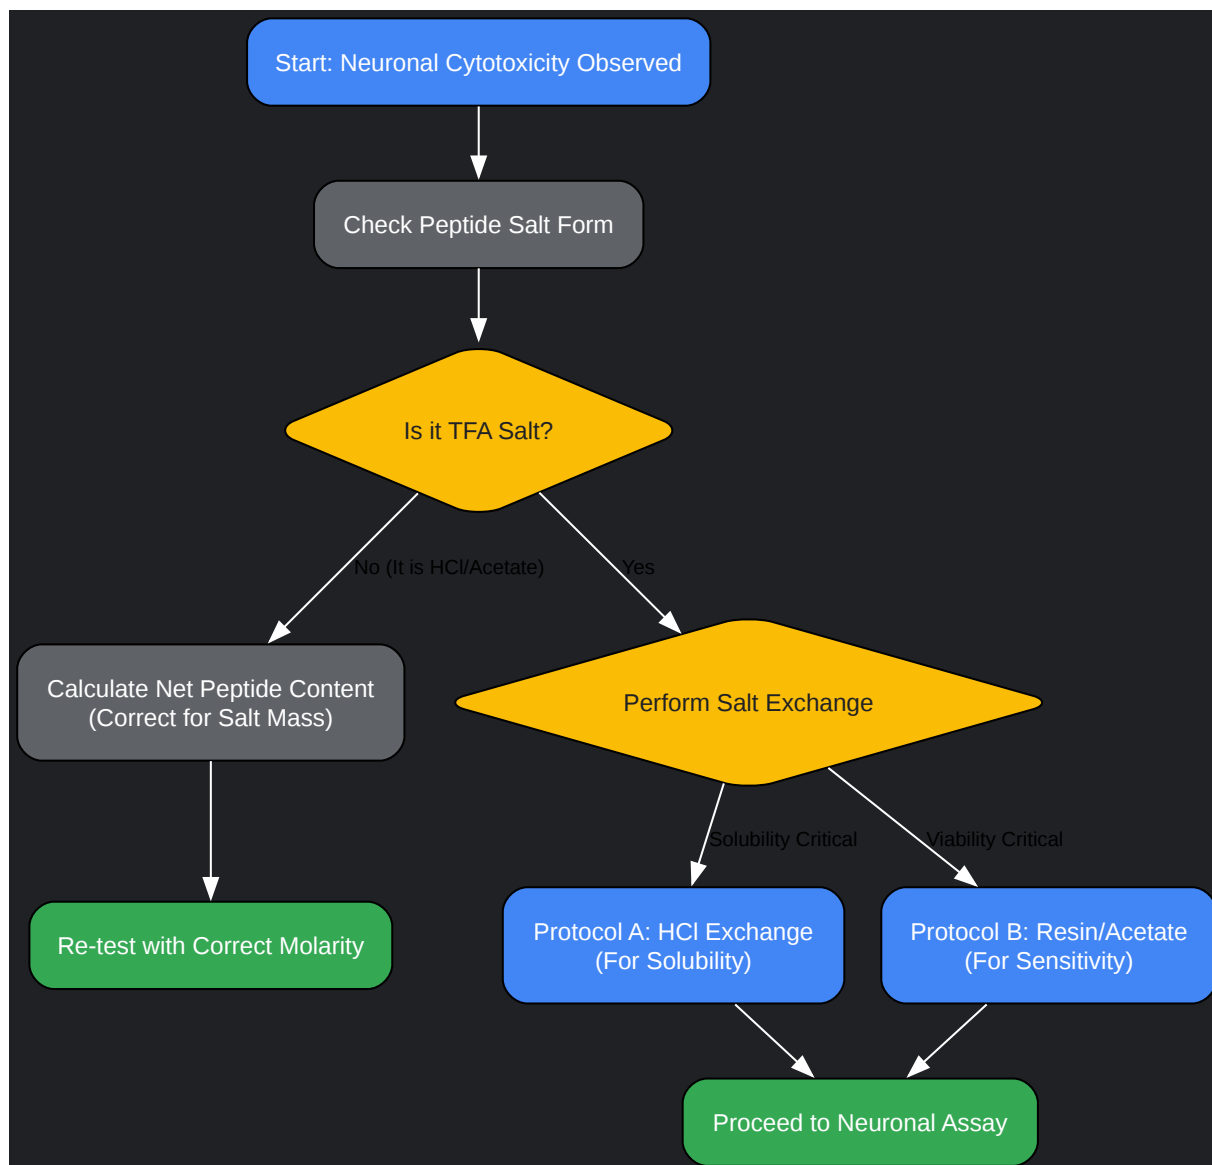 Start: Neuronal Cytotoxicity Observed
Check Peptide Salt Form
Is it TFA Salt?
No (It is HCl/Acetate)
Yes
Calculate Net Peptide Content
(Correct for Salt Mass)
Perform Salt Exchange
Solubility Critical
Viability Critical
Re-test with Correct Molarity
Protocol A: HCl Exchange
(For Solubility)
Protocol B: Resin/Acetate
(For Sensitivity)
Proceed to Neuronal Assay